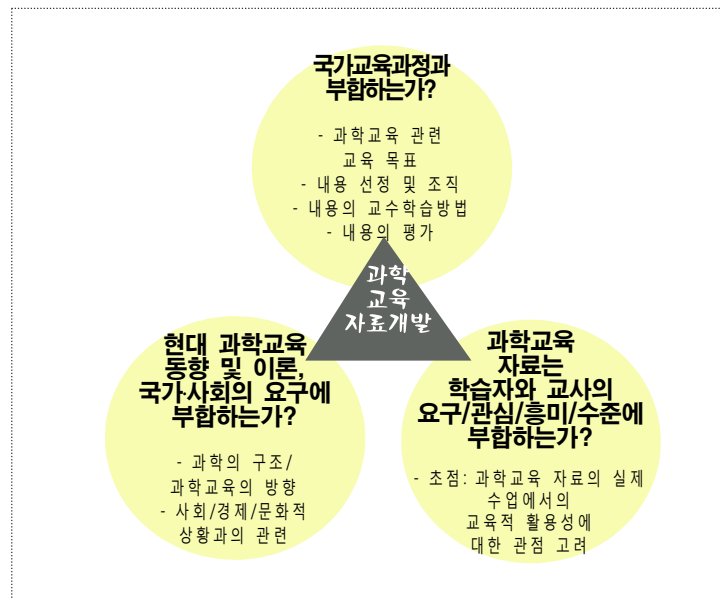 국가교육과정과
부합하는가?
- 과학교육 관련
교육 목표
- 내용 선정 및 조직
- 내용의 교수학습방법
- 내용의 평가
과학
교육
자료개발
현대 과학교육
동향 및 이론,
국가·사회의 요구에
부합하는가?
- 과학의 구조/
과학교육의 방향
- 사회/경제/문화적
상황과의 관련
과학교육
자료는
학습자와 교사의
요구/관심/흥미/수준에
부합하는가?
- 초점: 과학교육 자료의 실제
수업에서의
교육적 활용성에
대한 관점 고려